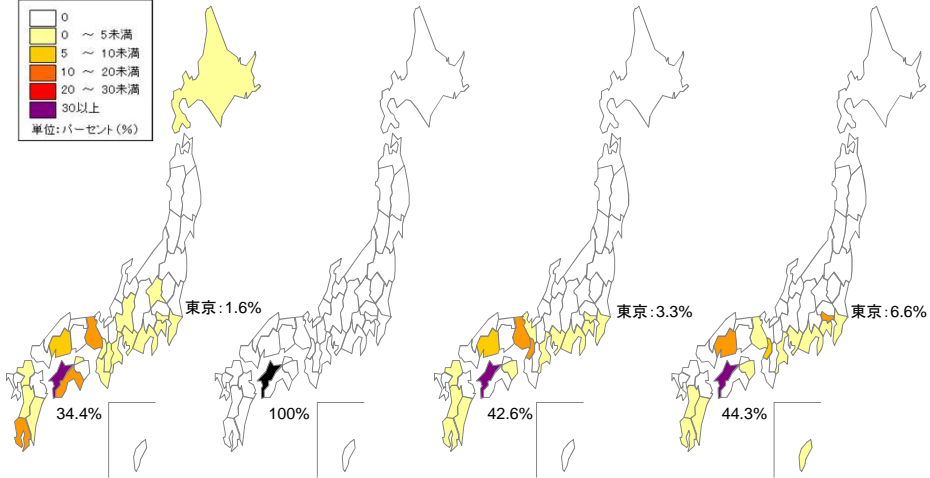 0
0 ~ 5未満
5 ~ 10未満
10 ~ 20未満
20 ~ 30未満
30以上
単位:パーセント(%)
東京:1.6%
東京:3.3%
東京:6.6%
34.4%
100%
42.6%
44.3%